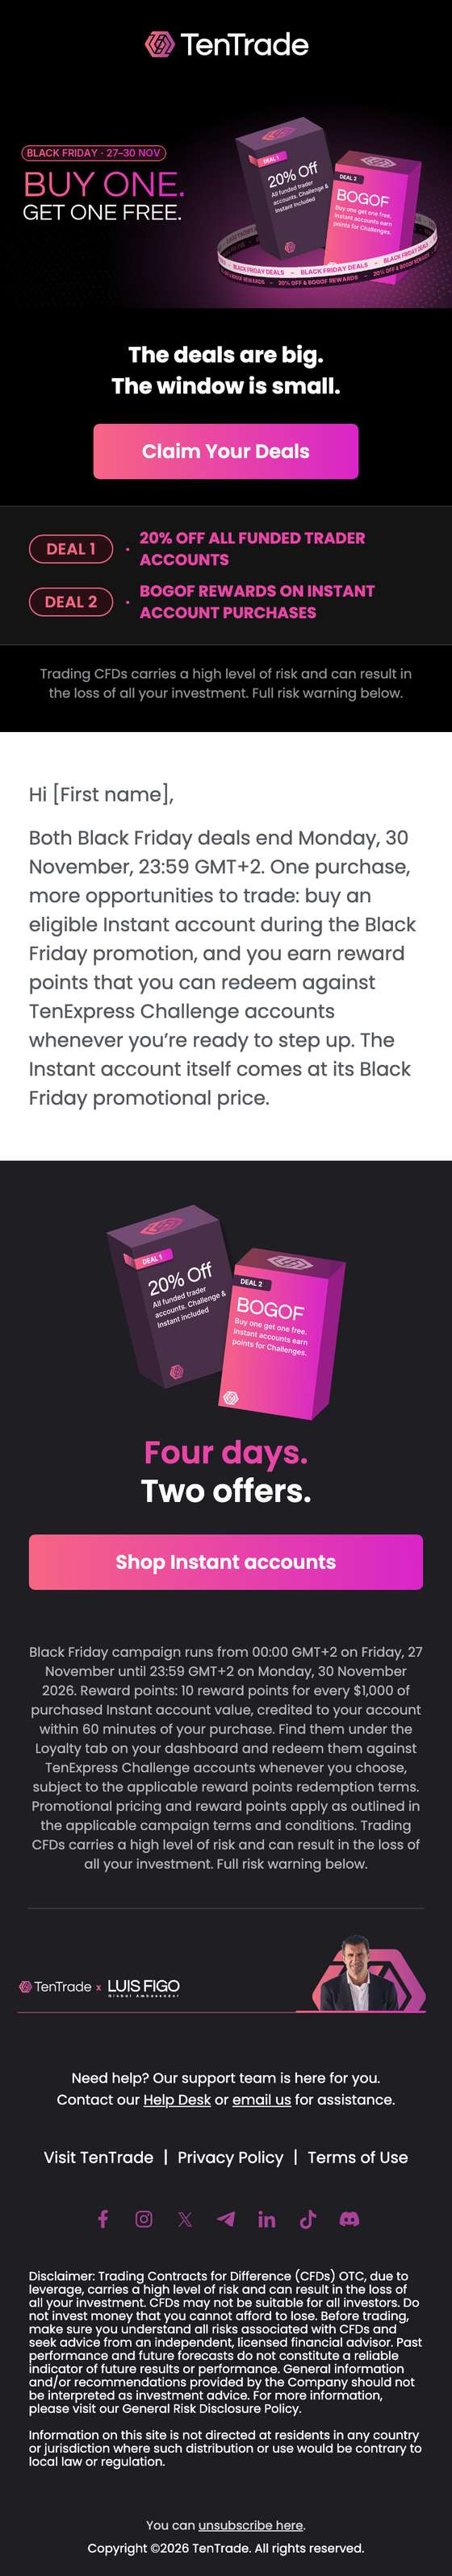 TenTrade
BLACK FRIDAY · 27–30 NOV
BUY ONE.
GET ONE FREE.
DEAL 1
20% Off
All funded trader
accounts. Challenge &
Instant included
DEAL 2
BOGOF
Buy one get one free.
Instant accounts earn
points for Challenges.
BLACK FRIDAY DEALS – BLACK FRIDAY DEALS – BLACK FRIDAY
20% OFF & BOGOF REWARDS
The deals are big.
The window is small.
Claim Your Deals
DEAL 1 · 20% OFF ALL FUNDED TRADER
ACCOUNTS
DEAL 2 · BOGOF REWARDS ON INSTANT
ACCOUNT PURCHASES
Trading CFDs carries a high level of risk and can result in
the loss of all your investment. Full risk warning below.
Hi [First name],
Both Black Friday deals end Monday, 30
November, 23:59 GMT+2. One purchase,
more opportunities to trade: buy an
eligible Instant account during the Black
Friday promotion, and you earn reward
points that you can redeem against
TenExpress Challenge accounts
whenever you’re ready to step up. The
Instant account itself comes at its Black
Friday promotional price.
DEAL 1
20% Off
All funded trader
accounts. Challenge &
Instant included
DEAL 2
BOGOF
Buy one get one free.
Instant accounts earn
points for Challenges.
Four days.
Two offers.
Shop Instant accounts
Black Friday campaign runs from 00:00 GMT+2 on Friday, 27
November until 23:59 GMT+2 on Monday, 30 November
2026. Reward points: 10 reward points for every $1,000 of
purchased Instant account value, credited to your account
within 60 minutes of your purchase. Find them under the
Loyalty tab on your dashboard and redeem them against
TenExpress Challenge accounts whenever you choose,
subject to the applicable reward points redemption terms.
Promotional pricing and reward points apply as outlined in
the applicable campaign terms and conditions. Trading
CFDs carries a high level of risk and can result in the loss of
all your investment. Full risk warning below.
TenTrade x LUIS FIGO
Global Ambassador
Need help? Our support team is here for you.
Contact our Help Desk or email us for assistance.
Visit TenTrade | Privacy Policy | Terms of Use
Disclaimer: Trading Contracts for Difference (CFDs) OTC, due to
leverage, carries a high level of risk and can result in the loss of
all your investment. CFDs may not be suitable for all investors. Do
not invest money that you cannot afford to lose. Before trading,
make sure you understand all risks associated with CFDs and
seek advice from an independent, licensed financial advisor. Past
performance and future forecasts do not constitute a reliable
indicator of future results or performance. General information
and/or recommendations provided by the Company should not
be interpreted as investment advice. For more information,
please visit our General Risk Disclosure Policy.
Information on this site is not directed at residents in any country
or jurisdiction where such distribution or use would be contrary to
local law or regulation.
You can unsubscribe here.
Copyright ©2026 TenTrade. All rights reserved.